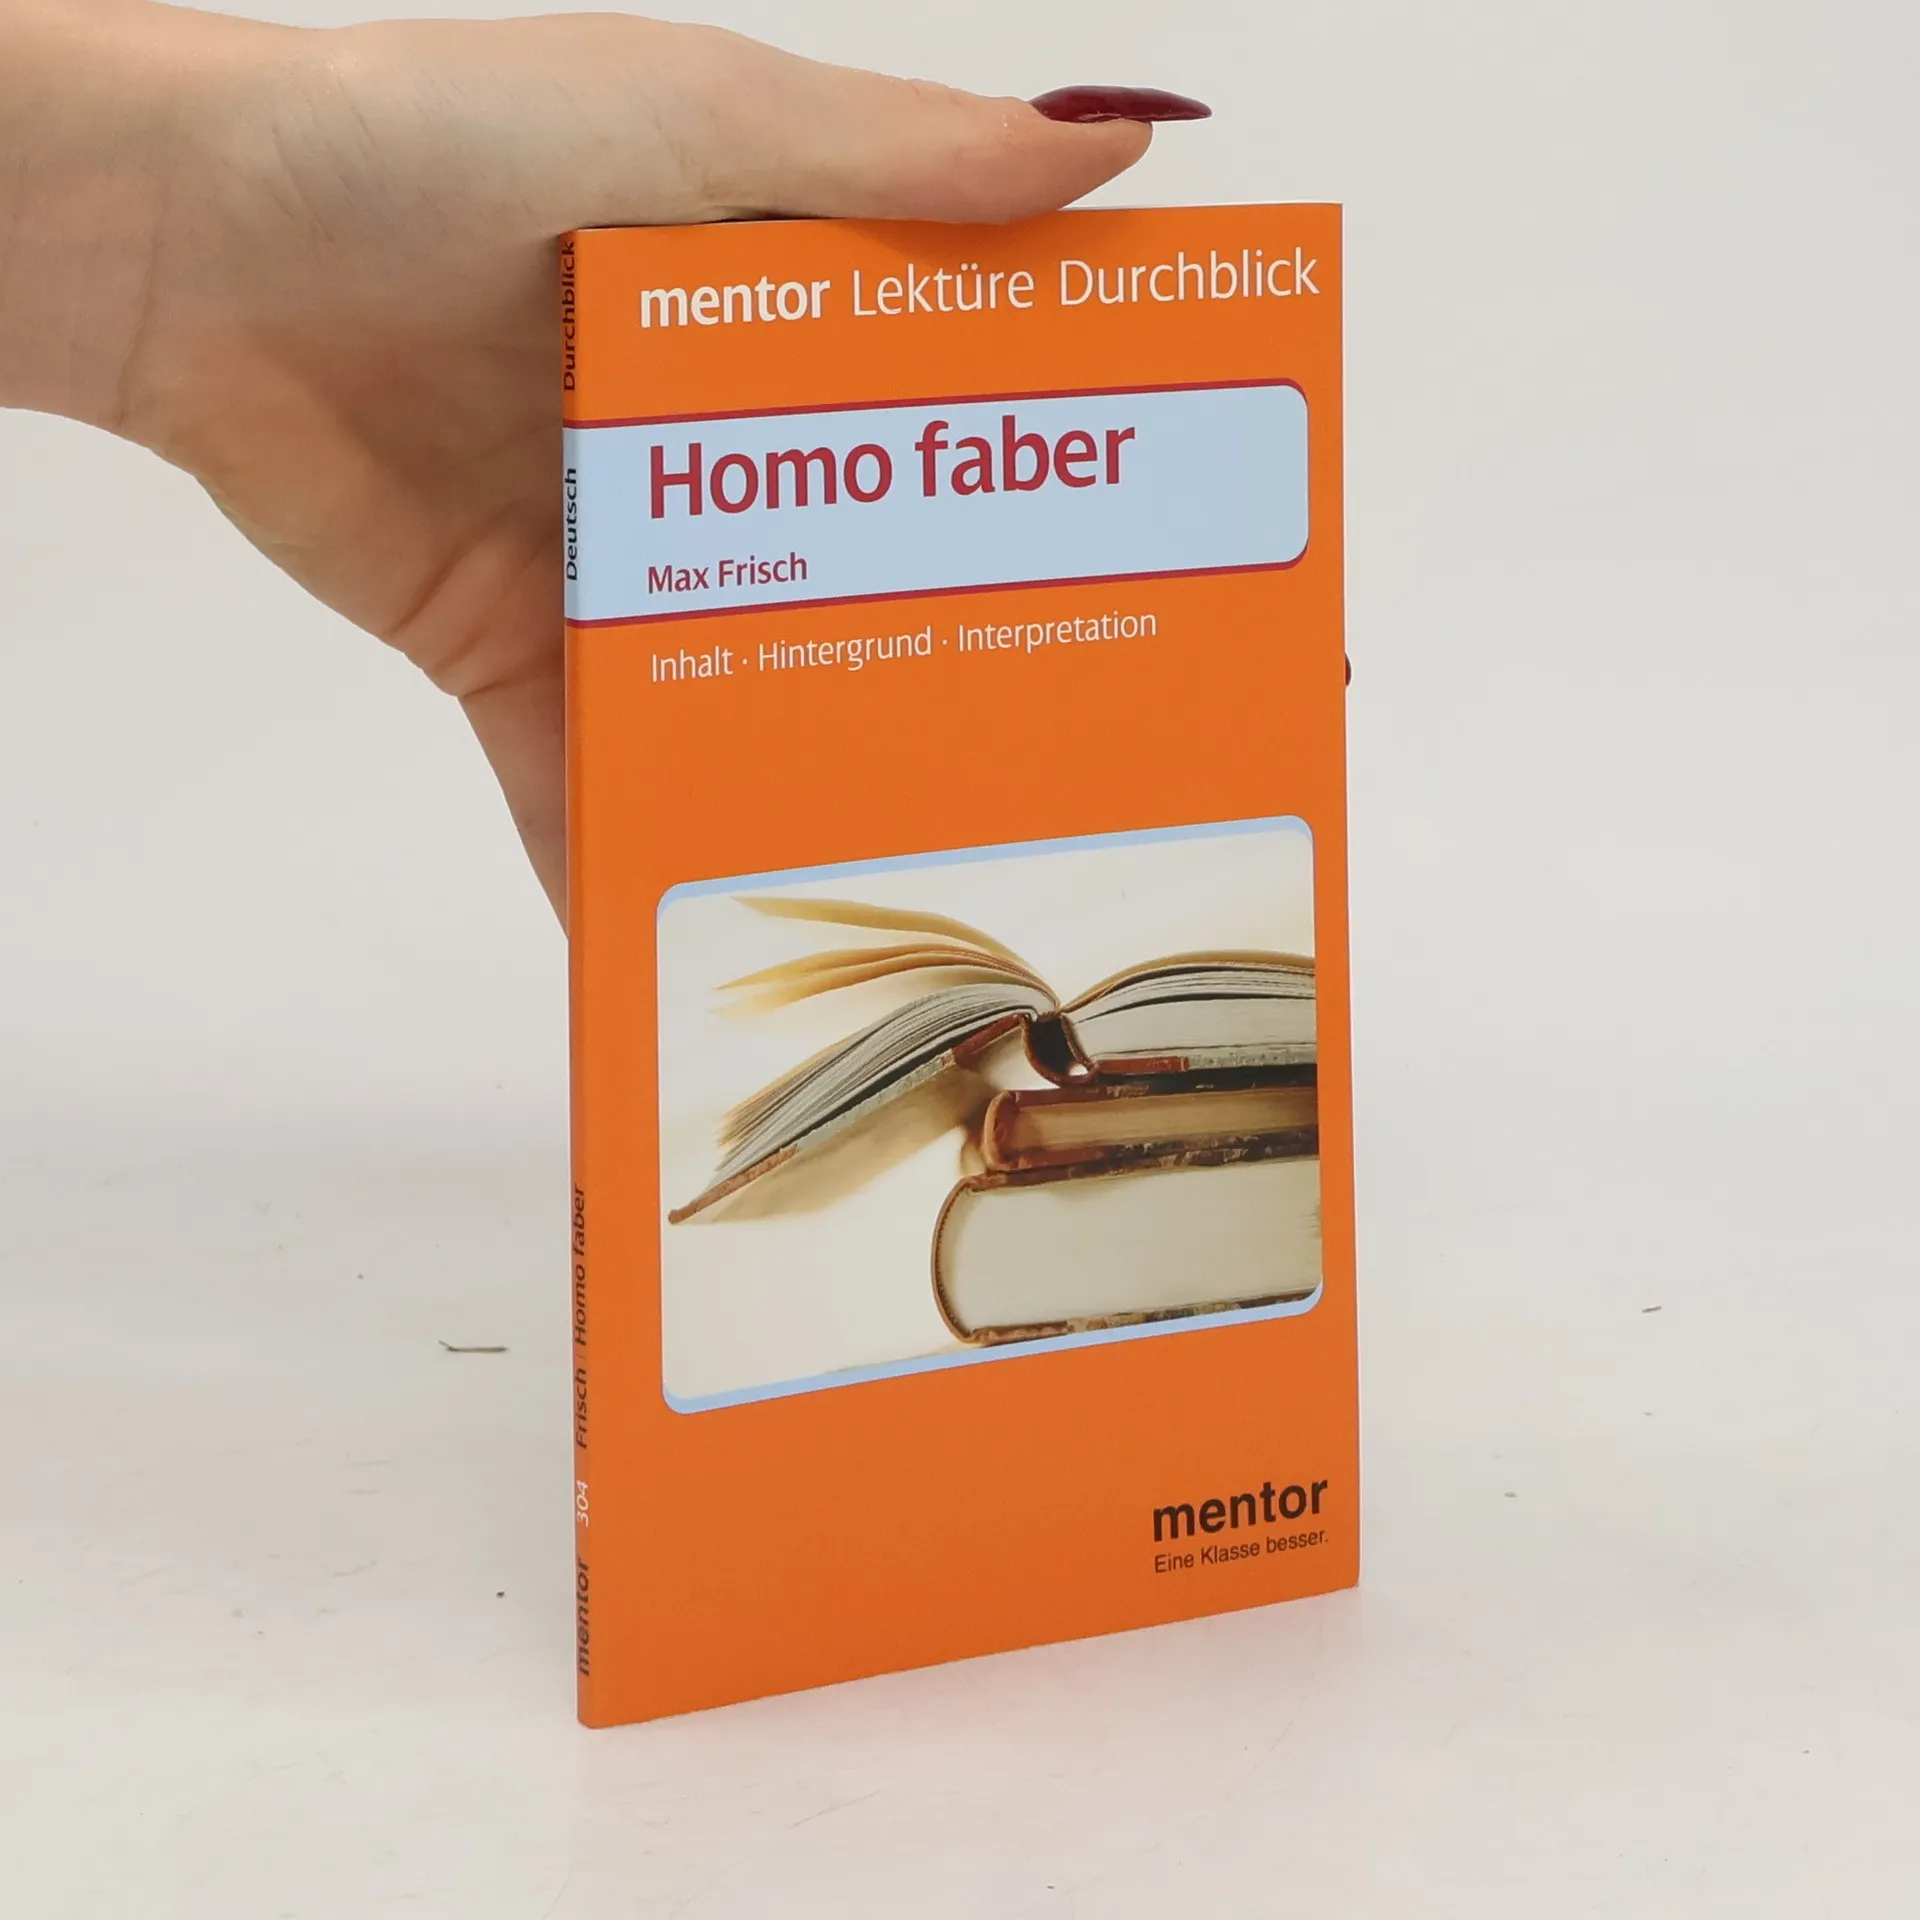 mentor Lektüre Durchblick
Homo faber
Max Frisch
Inhalt · Hintergrund · Interpretation
mentor
Eine Klasse besser.
mentor 304 Frisch | Homo faber Deutsch Durchblick